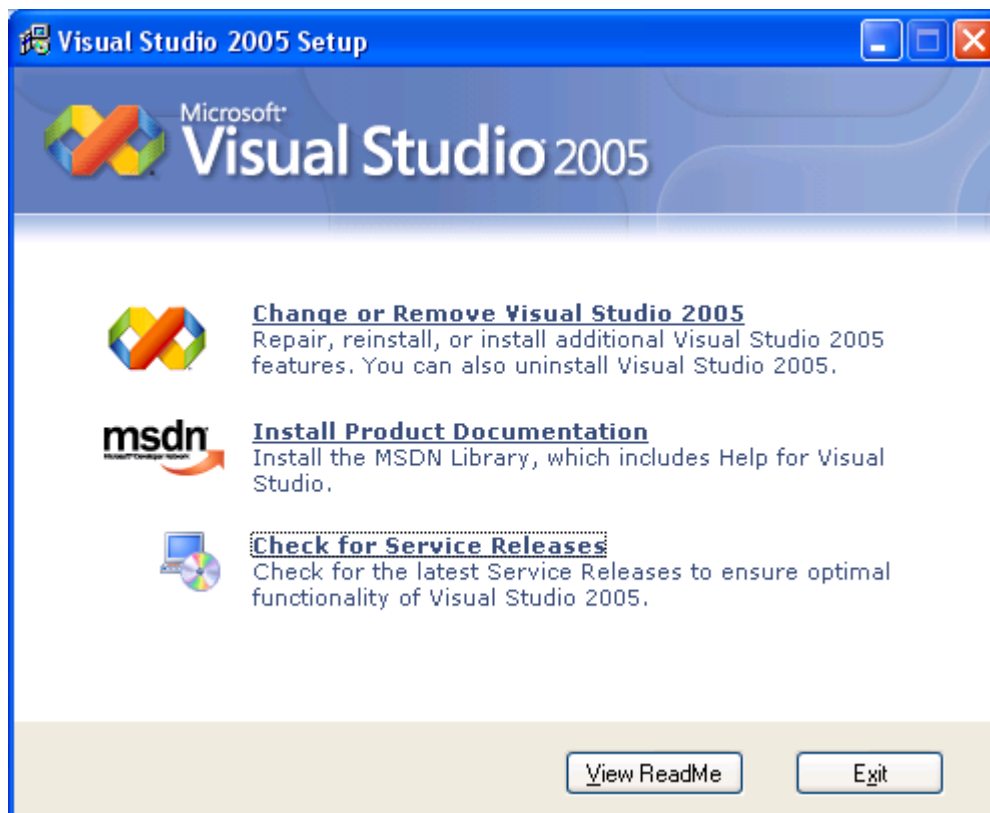 Visual Studio 2005 Setup
Microsoft
Visual Studio 2005
Change or Remove Visual Studio 2005
Repair, reinstall, or install additional Visual Studio 2005
features. You can also uninstall Visual Studio 2005.
msdn
Install Product Documentation
Install the MSDN Library, which includes Help for Visual
Studio.
Check for Service Releases
Check for the latest Service Releases to ensure optimal
functionality of Visual Studio 2005.
View ReadMe
Exit